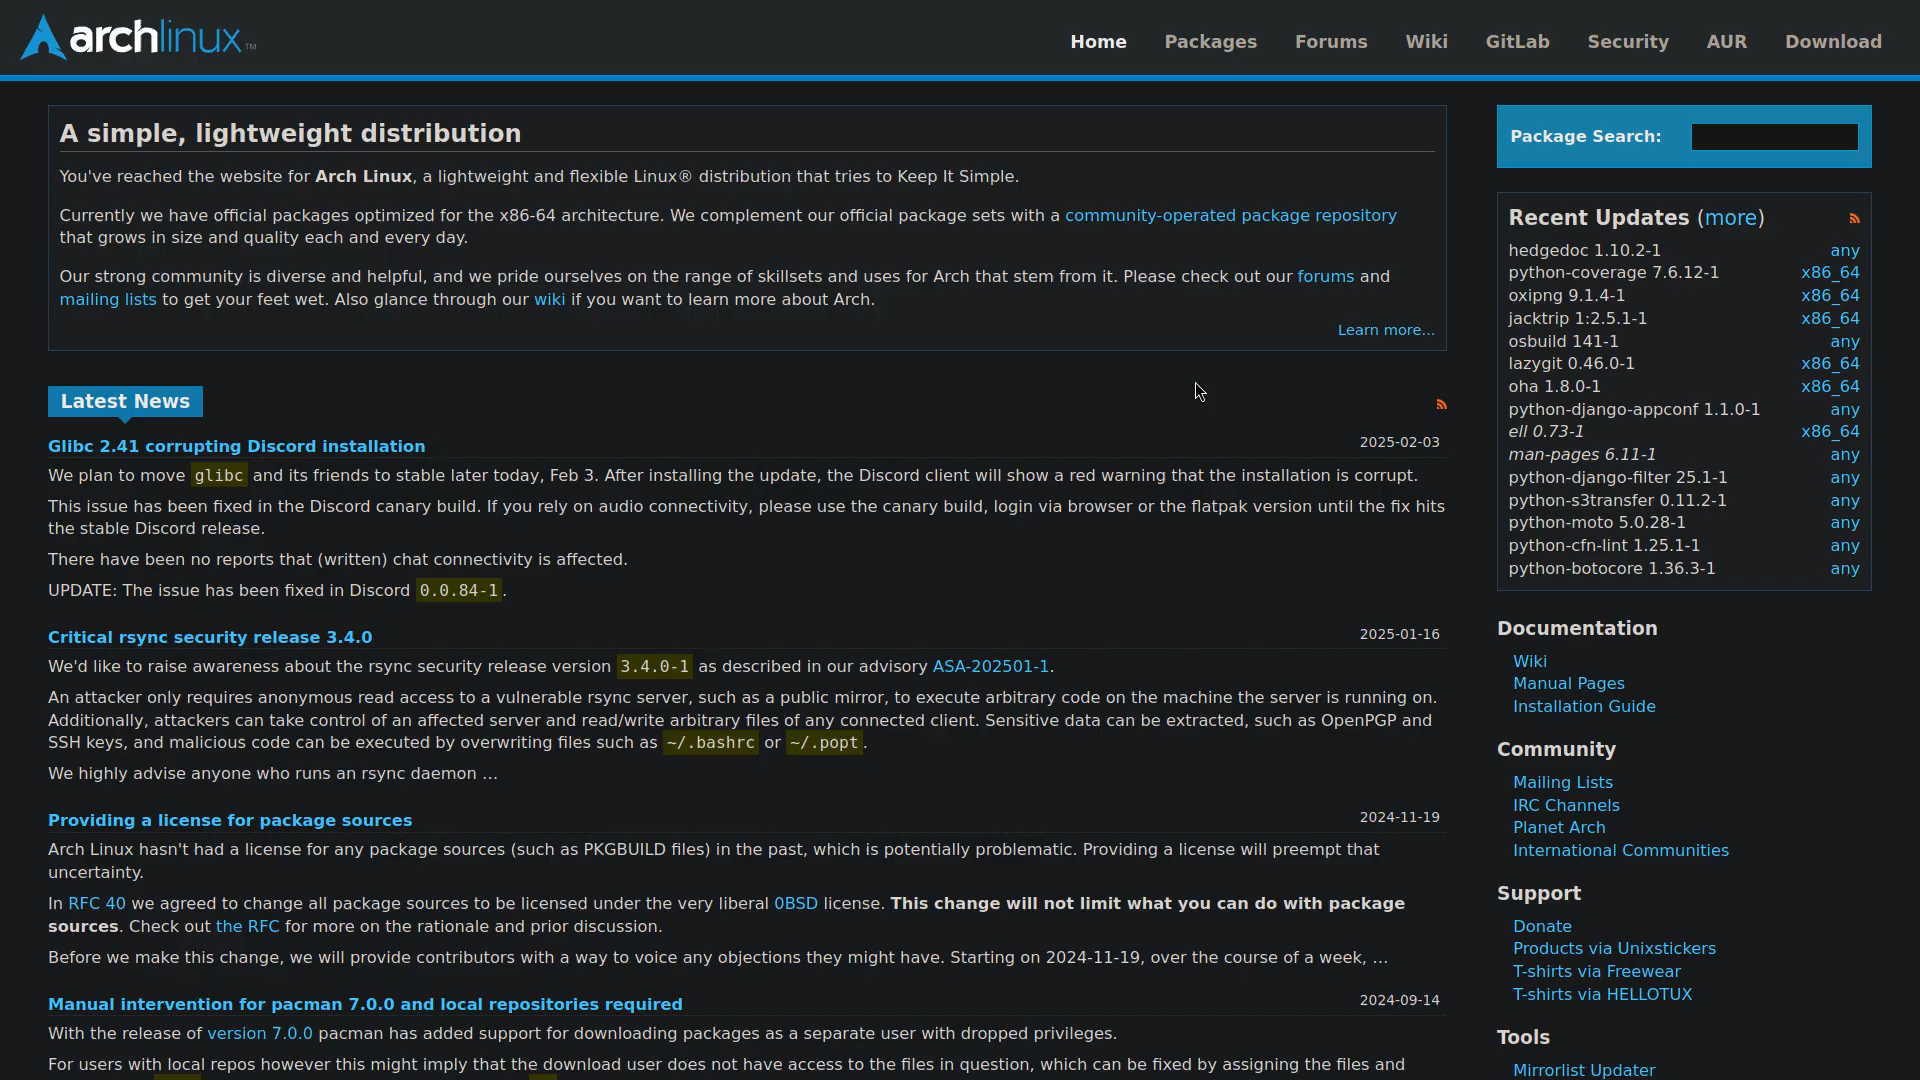 archlinux™
Home Packages Forums Wiki GitLab Security AUR Download
A simple, lightweight distribution
You've reached the website for Arch Linux, a lightweight and flexible Linux® distribution that tries to Keep It Simple.
Currently we have official packages optimized for the x86-64 architecture. We complement our official package sets with a community-operated package repository
that grows in size and quality each and every day.
Our strong community is diverse and helpful, and we pride ourselves on the range of skillsets and uses for Arch that stem from it. Please check out our forums and
mailing lists to get your feet wet. Also glance through our wiki if you want to learn more about Arch.
Learn more...
Latest News
Glibc 2.41 corrupting Discord installation 2025-02-03
We plan to move glibc and its friends to stable later today, Feb 3. After installing the update, the Discord client will show a red warning that the installation is corrupt.
This issue has been fixed in the Discord canary build. If you rely on audio connectivity, please use the canary build, login via browser or the flatpak version until the fix hits
the stable Discord release.
There have been no reports that (written) chat connectivity is affected.
UPDATE: The issue has been fixed in Discord 0.0.84-1.
Critical rsync security release 3.4.0 2025-01-16
We'd like to raise awareness about the rsync security release version 3.4.0-1 as described in our advisory ASA-202501-1.
An attacker only requires anonymous read access to a vulnerable rsync server, such as a public mirror, to execute arbitrary code on the machine the server is running on.
Additionally, attackers can take control of an affected server and read/write arbitrary files of any connected client. Sensitive data can be extracted, such as OpenPGP and
SSH keys, and malicious code can be executed by overwriting files such as ~/.bashrc or ~/.popt.
We highly advise anyone who runs an rsync daemon …
Providing a license for package sources 2024-11-19
Arch Linux hasn't had a license for any package sources (such as PKGBUILD files) in the past, which is potentially problematic. Providing a license will preempt that
uncertainty.
In RFC 40 we agreed to change all package sources to be licensed under the very liberal 0BSD license. This change will not limit what you can do with package
sources. Check out the RFC for more on the rationale and prior discussion.
Before we make this change, we will provide contributors with a way to voice any objections they might have. Starting on 2024-11-19, over the course of a week, …
Manual intervention for pacman 7.0.0 and local repositories required 2024-09-14
With the release of version 7.0.0 pacman has added support for downloading packages as a separate user with dropped privileges.
For users with local repos however this might imply that the download user does not have access to the files in question, which can be fixed by assigning the files and
Package Search:
Recent Updates (more)
hedgedoc 1.10.2-1 any
python-coverage 7.6.12-1 x86_64
oxipng 9.1.4-1 x86_64
jacktrip 1:2.5.1-1 x86_64
osbuild 141-1 any
lazygit 0.46.0-1 x86_64
oha 1.8.0-1 x86_64
python-django-appconf 1.1.0-1 any
ell 0.73-1 x86_64
man-pages 6.11-1 any
python-django-filter 25.1-1 any
python-s3transfer 0.11.2-1 any
python-moto 5.0.28-1 any
python-cfn-lint 1.25.1-1 any
python-botocore 1.36.3-1 any
Documentation
Wiki
Manual Pages
Installation Guide
Community
Mailing Lists
IRC Channels
Planet Arch
International Communities
Support
Donate
Products via Unixstickers
T-shirts via Freewear
T-shirts via HELLOTUX
Tools
Mirrorlist Updater